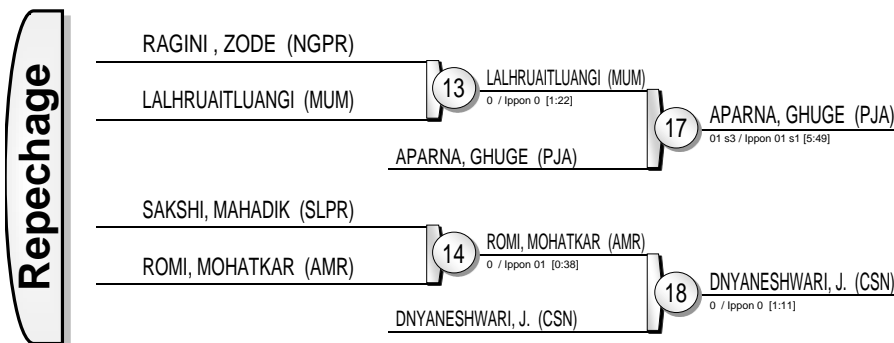 Repechage
RAGINI , ZODE (NGPR)
LALHRUAITLUANGI (MUM)
13
LALHRUAITLUANGI (MUM)
0 / Ippon 0 [1:22]
APARNA, GHUGE (PJA)
17
APARNA, GHUGE (PJA)
01 s3 / Ippon 01 s1 [5:49]
SAKSHI, MAHADIK (SLPR)
ROMI, MOHATKAR (AMR)
14
ROMI, MOHATKAR (AMR)
0 / Ippon 01 [0:38]
DNYANESHWARI, J. (CSN)
18
DNYANESHWARI, J. (CSN)
0 / Ippon 0 [1:11]